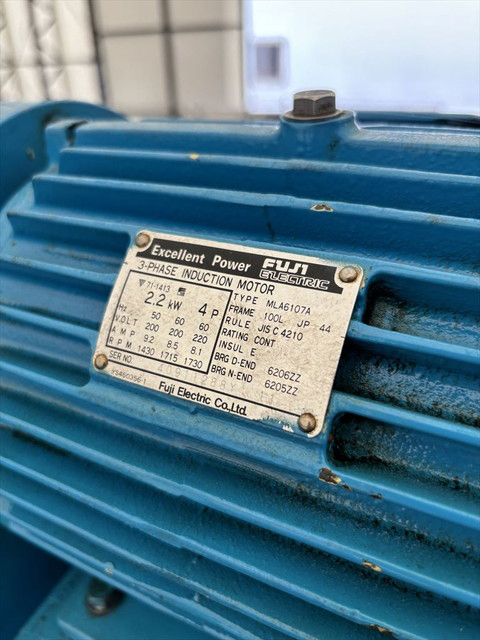 Excellent Power FUJI ELECTRIC
3-PHASE INDUCTION MOTOR
▽71-1413
2.2 kW 4 P
Hz 50 60 60
VOLT 200 200 220
AMP 9.2 8.5 8.1
RPM 1430 1715 1730
SER NO.
TYPE MLA6107A
FRAME 100L JP 44
RULE JIS C 4210
RATING CONT
INSUL E
BRG D-END 6206ZZ
BRG N-END 6205ZZ
Fuji Electric Co., Ltd.